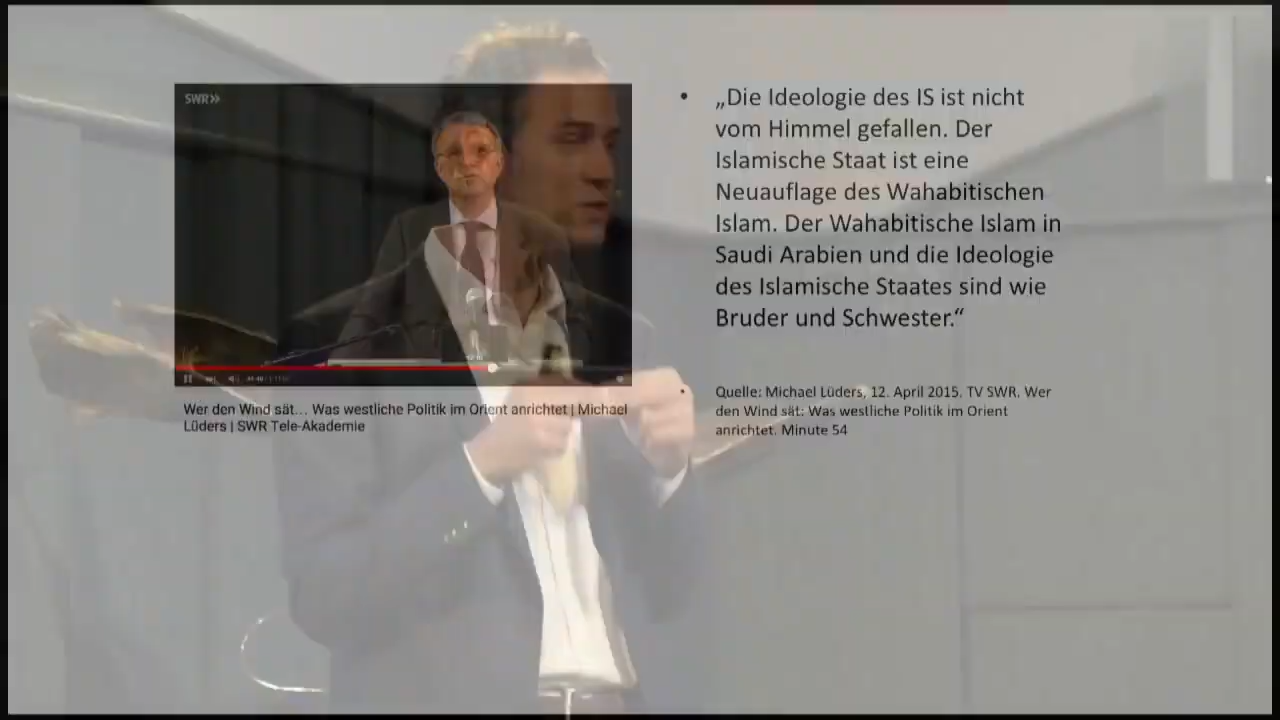 SWR»
„Die Ideologie des IS ist nicht
vom Himmel gefallen. Der
Islamische Staat ist eine
Neuauflage des Wahabitischen
Islam. Der Wahabitische Islam in
Saudi Arabien und die Ideologie
des Islamische Staates sind wie
Bruder und Schwester.“
Wer den Wind sät... Was westliche Politik im Orient anrichtet | Michael
Lüders | SWR Tele-Akademie
Quelle: Michael Lüders, 12. April 2015. TV SWR. Wer
den Wind sät: Was westliche Politik im Orient
anrichtet. Minute 54